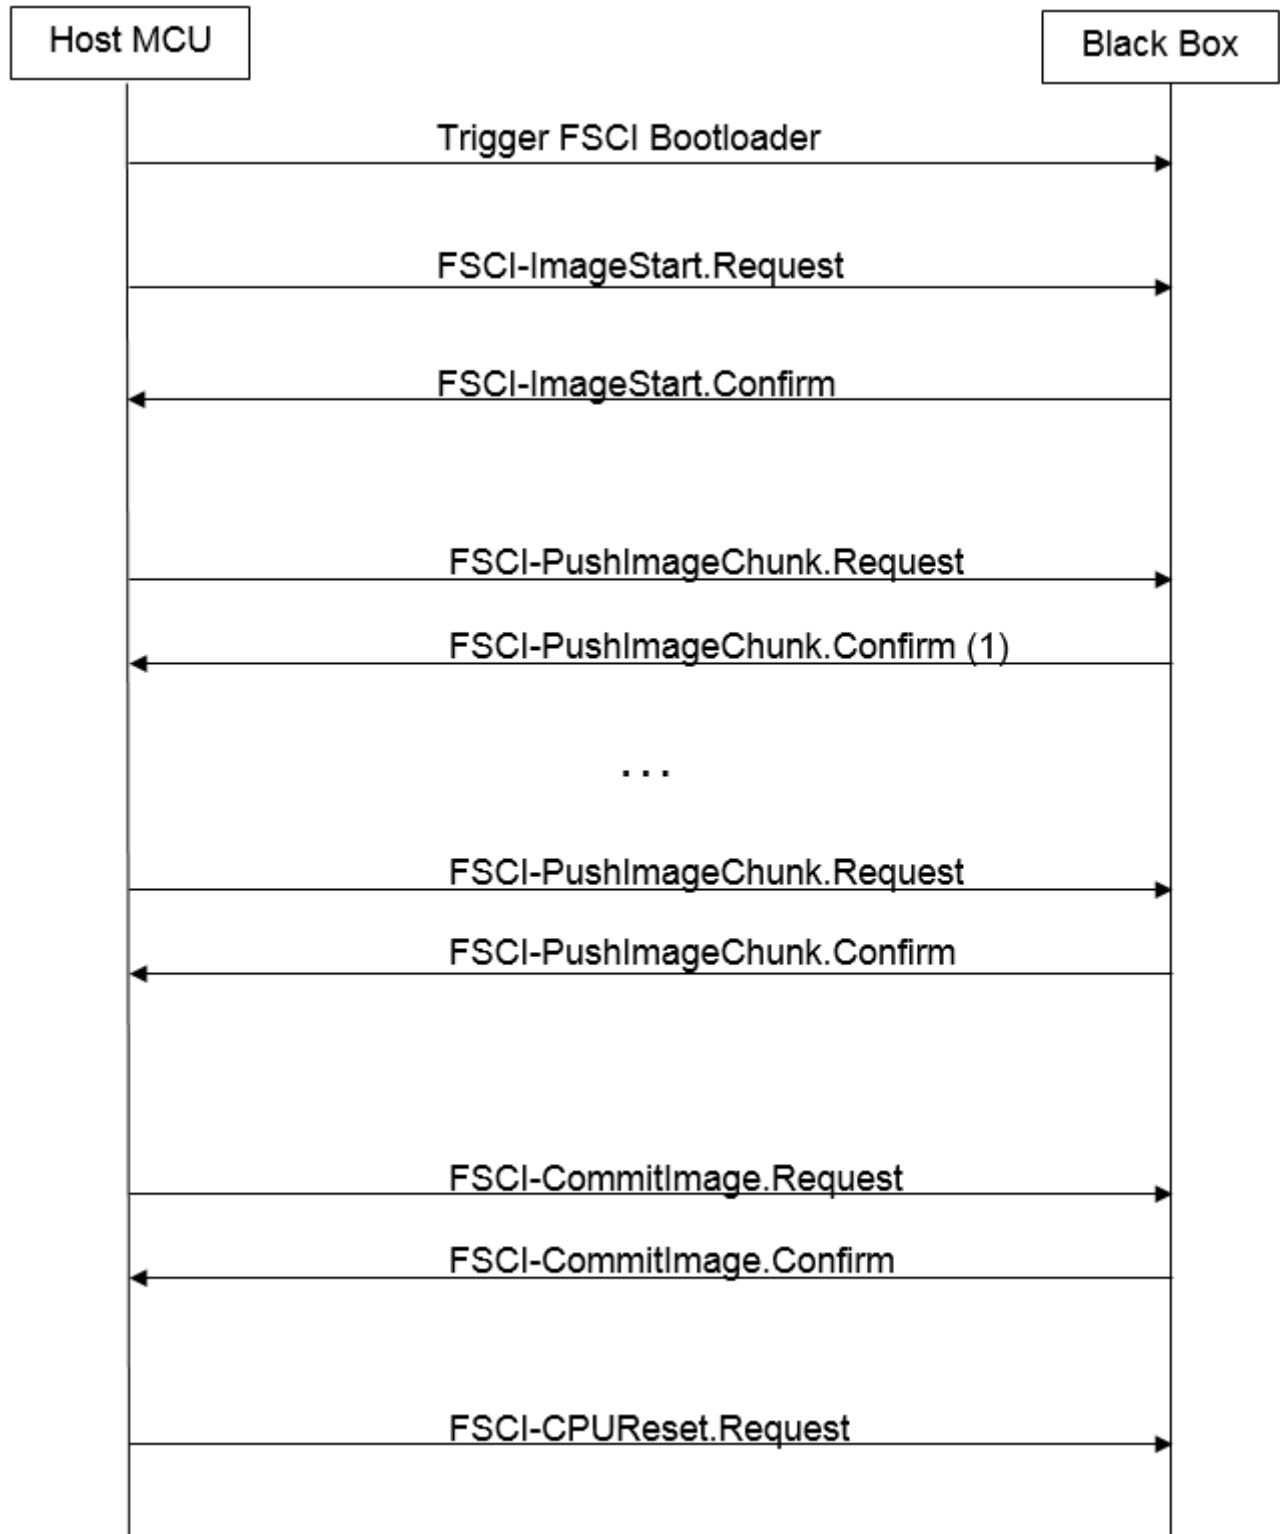 Host MCU
Black Box
Trigger FSCI Bootloader
FSCI-ImageStart.Request
FSCI-ImageStart.Confirm
FSCI-PushImageChunk.Request
FSCI-PushImageChunk.Confirm (1)
...
FSCI-PushImageChunk.Request
FSCI-PushImageChunk.Confirm
FSCI-CommitImage.Request
FSCI-CommitImage.Confirm
FSCI-CPUReset.Request